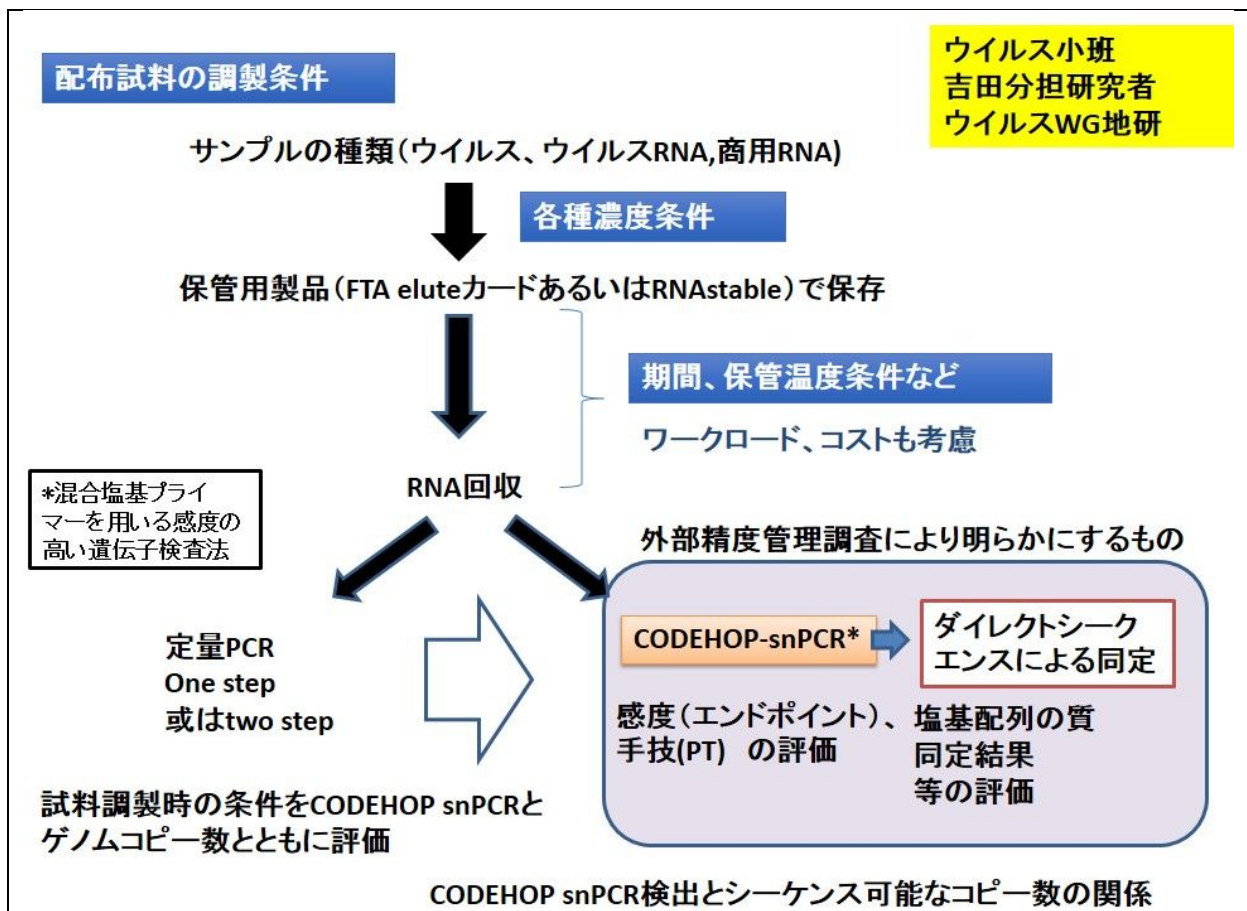 配布試料の調製条件
ウイルス小班
吉田分担研究者
ウイルスWG地研
サンプルの種類(ウイルス、ウイルスRNA,商用RNA)
各種濃度条件
保管用製品(FTA eluteカードあるいはRNAstable)で保存
期間、保管温度条件など
ワークロード、コストも考慮
RNA回収
*混合塩基プライ
マーを用いる感度の
高い遺伝子検査法
外部精度管理調査により明らかにするもの
CODEHOP-snPCR*
ダイレクトシーク
エンスによる同定
定量PCR
One step
或はtwo step
感度(エンドポイント)、
手技(PT) の評価
塩基配列の質
同定結果
等の評価
試料調製時の条件をCODEHOP snPCRと
ゲノムコピー数とともに評価
CODEHOP snPCR検出とシーケンス可能なコピー数の関係